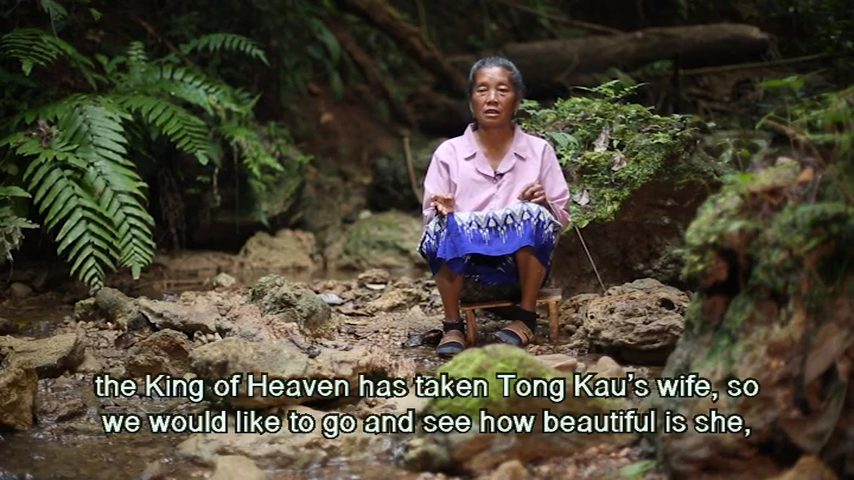 the King of Heaven has taken Tong Kau's wife, so
we would like to go and see how beautiful is she,